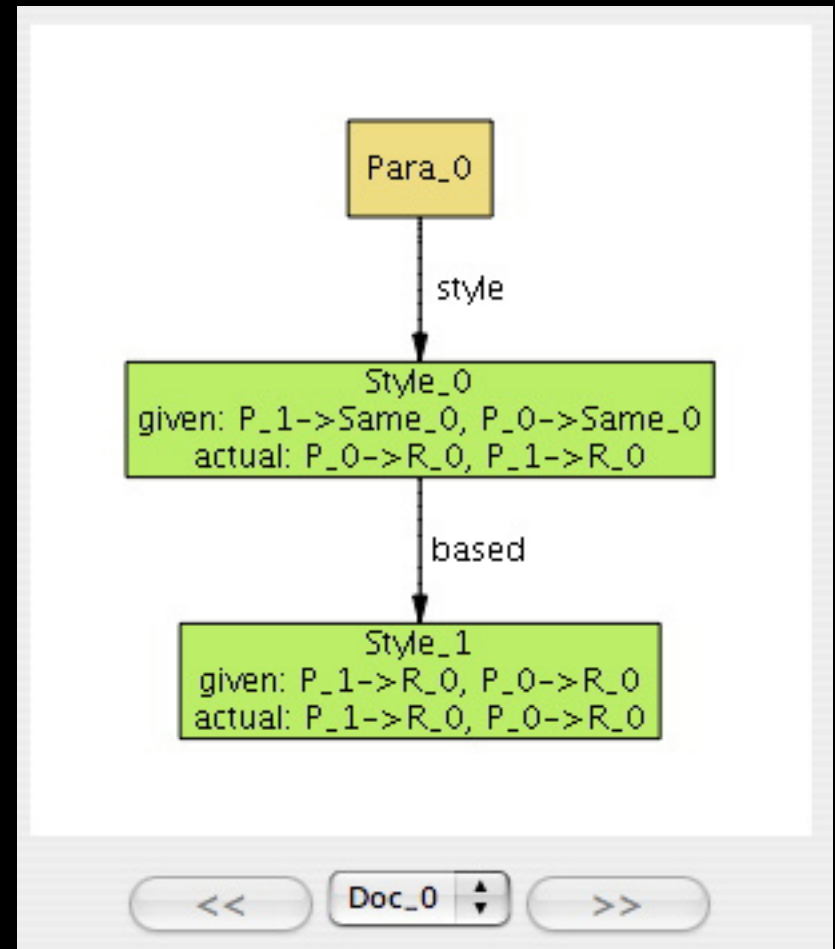 Para_0
style
Style_0
given: P_1->Same_0, P_0->Same_0
actual: P_0->R_0, P_1->R_0
based
Style_1
given: P_1->R_0, P_0->R_0
actual: P_1->R_0, P_0->R_0
<< Doc_0 >>